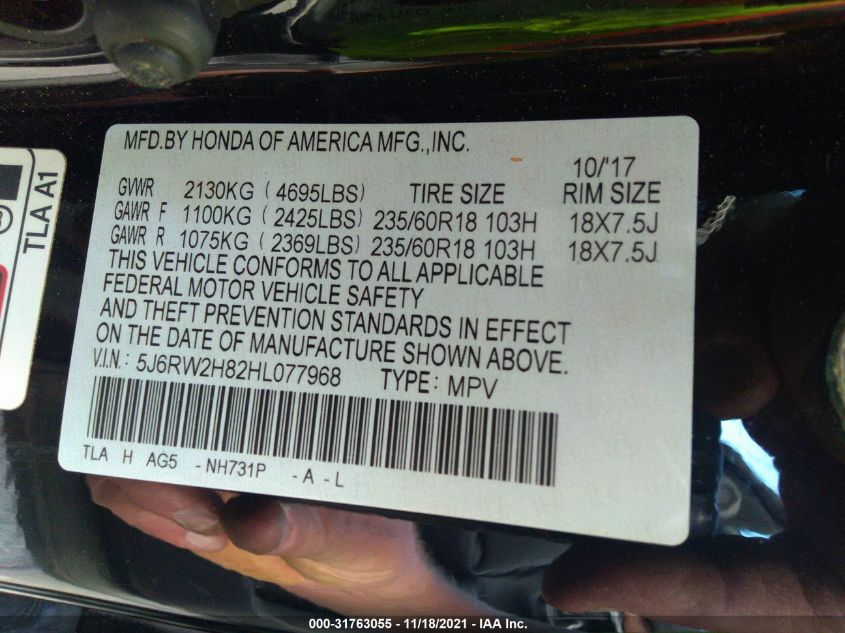 MFD.BY HONDA OF AMERICA MFG.,INC.
10/'17
GVWR 2130KG ( 4695LBS) TIRE SIZE RIM SIZE
GAWR F 1100KG ( 2425LBS) 235/60R18 103H 18X7.5J
GAWR R 1075KG ( 2369LBS) 235/60R18 103H 18X7.5J
THIS VEHICLE CONFORMS TO ALL APPLICABLE
FEDERAL MOTOR VEHICLE SAFETY
AND THEFT PREVENTION STANDARDS IN EFFECT
ON THE DATE OF MANUFACTURE SHOWN ABOVE.
V.I.N.: 5J6RW2H82HL077968 TYPE: MPV
TLA H AG5 -NH731P -A-L
TLA A1
000-31763055 - 11/18/2021 - IAA Inc.